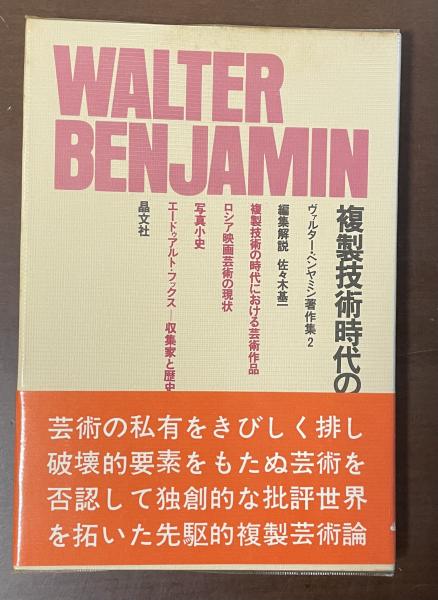 WALTER
BENJAMIN
複製技術時代の
ヴァルター・ベンヤミン著作集2
編集解説 佐々木基一
複製技術の時代における芸術作品
ロシア映画芸術の現状
写真小史
エードゥアルト・フックス—収集家と歴史
晶文社
芸術の私有をきびしく排し
破壊的要素をもたぬ芸術を
否認して独創的な批評世界
を拓いた先駆的複製芸術論